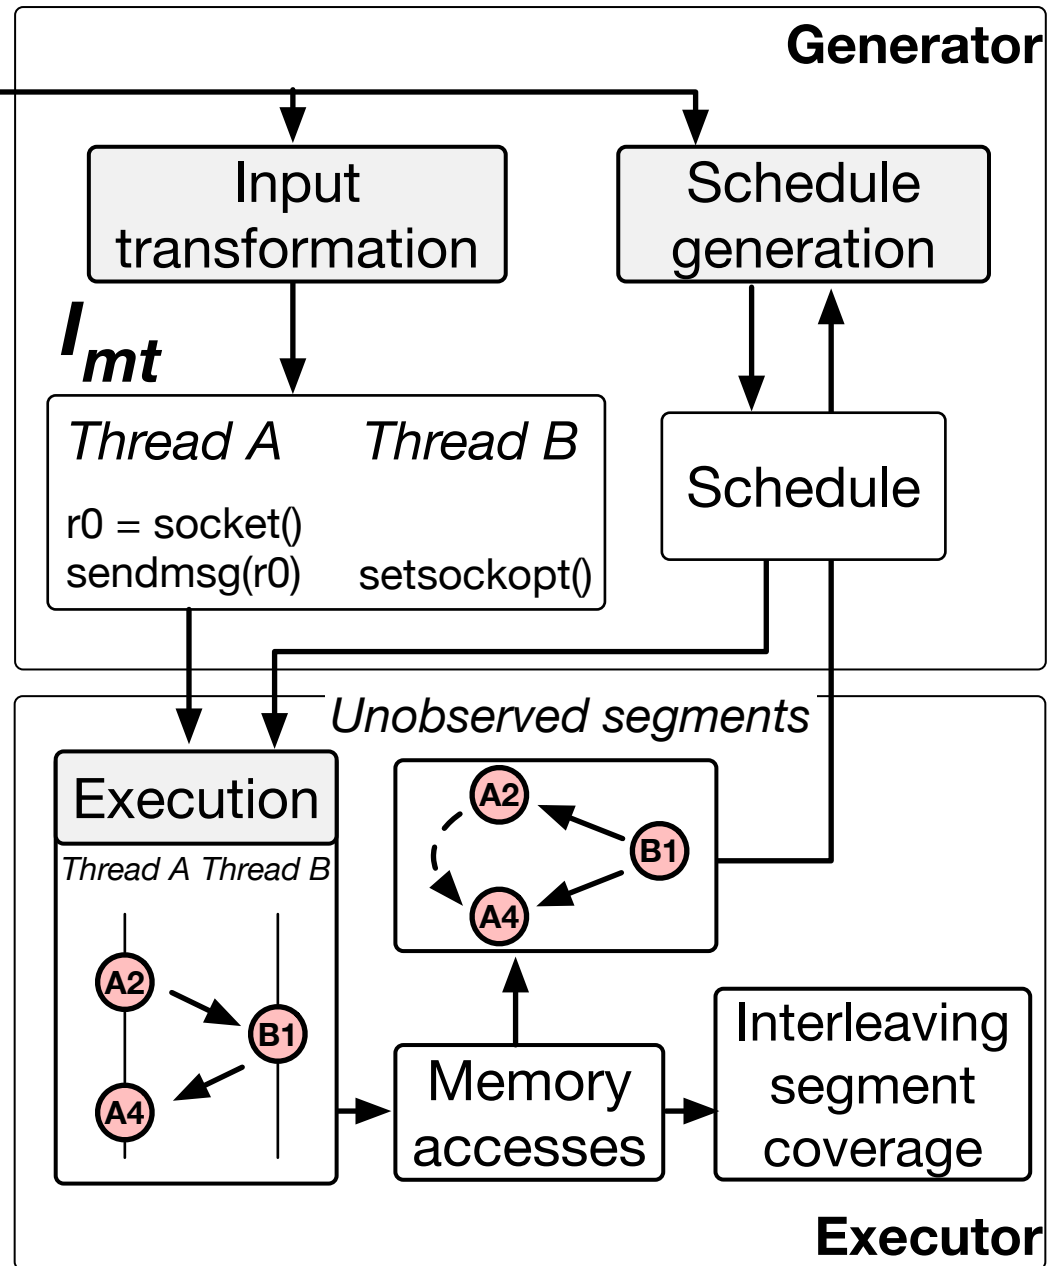 Generator
Input
transformation
Schedule
generation
Imt
Thread A Thread B
r0 = socket()
sendmsg(r0) setsockopt()
Schedule
Unobserved segments
Execution
Thread A Thread B
A2
B1
A4
A2
B1
A4
Memory
accesses
Interleaving
segment
coverage
Executor